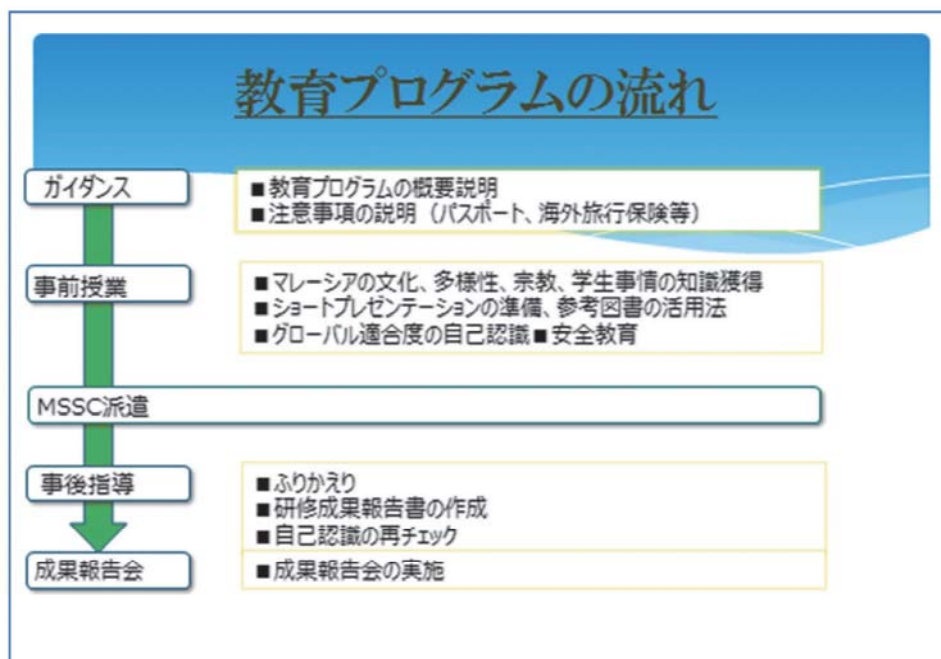 教育プログラムの流れ
ガイダンス
■教育プログラムの概要説明
■注意事項の説明（パスポート、海外旅行保険等）
事前授業
■マレーシアの文化、多様性、宗教、学生事情の知識獲得
■ショートプレゼンテーションの準備、参考図書の活用法
■グローバル適合度の自己認識■安全教育
MSSC派遣
事後指導
■ふりかえり
■研修成果報告書の作成
■自己認識の再チェック
成果報告会
■成果報告会の実施